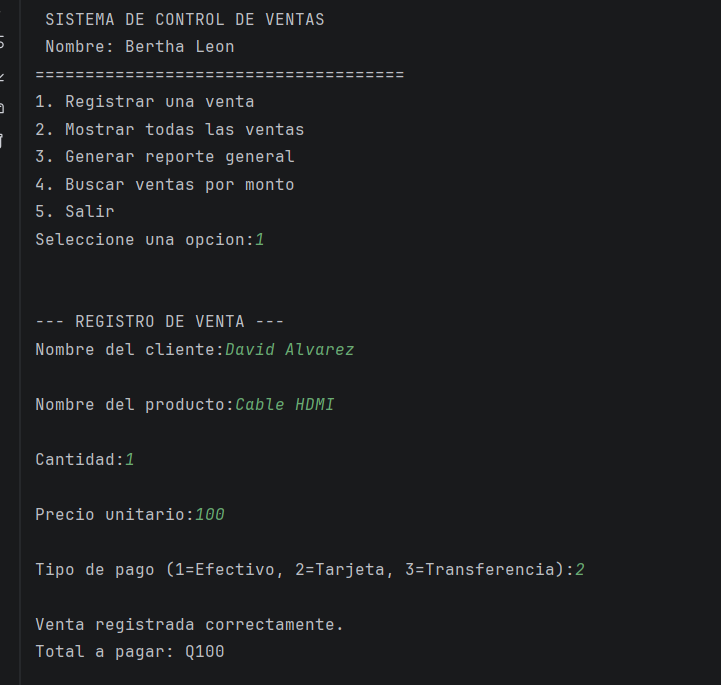 SISTEMA DE CONTROL DE VENTAS
Nombre: Bertha Leon
=====================================
1. Registrar una venta
2. Mostrar todas las ventas
3. Generar reporte general
4. Buscar ventas por monto
5. Salir
Seleccione una opcion:1
--- REGISTRO DE VENTA ---
Nombre del cliente:David Alvarez
Nombre del producto:Cable HDMI
Cantidad:1
Precio unitario:100
Tipo de pago (1=Efectivo, 2=Tarjeta, 3=Transferencia):2
Venta registrada correctamente.
Total a pagar: Q100